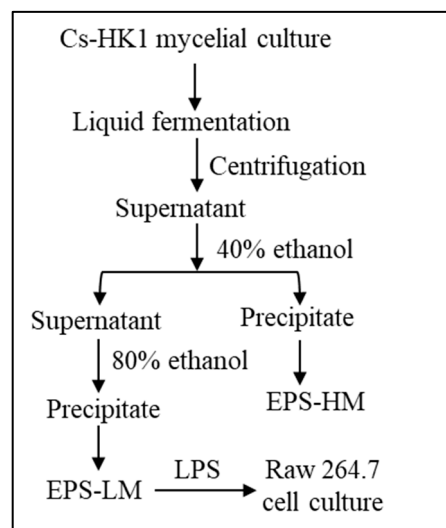 Cs-HK1 mycelial culture
Liquid fermentation
Centrifugation
Supernatant
40% ethanol
Supernatant
Precipitate
80% ethanol
EPS-HM
Precipitate
EPS-LM
LPS
Raw 264.7
cell culture